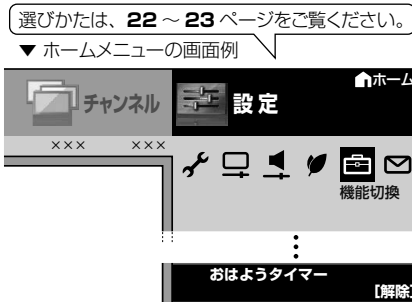 選びかたは、22～23ページをご覧ください。
▼ ホームメニューの画面例
ホーム
チャンネル
設定
××× ×××
機能切換
おはようタイマー
[解除